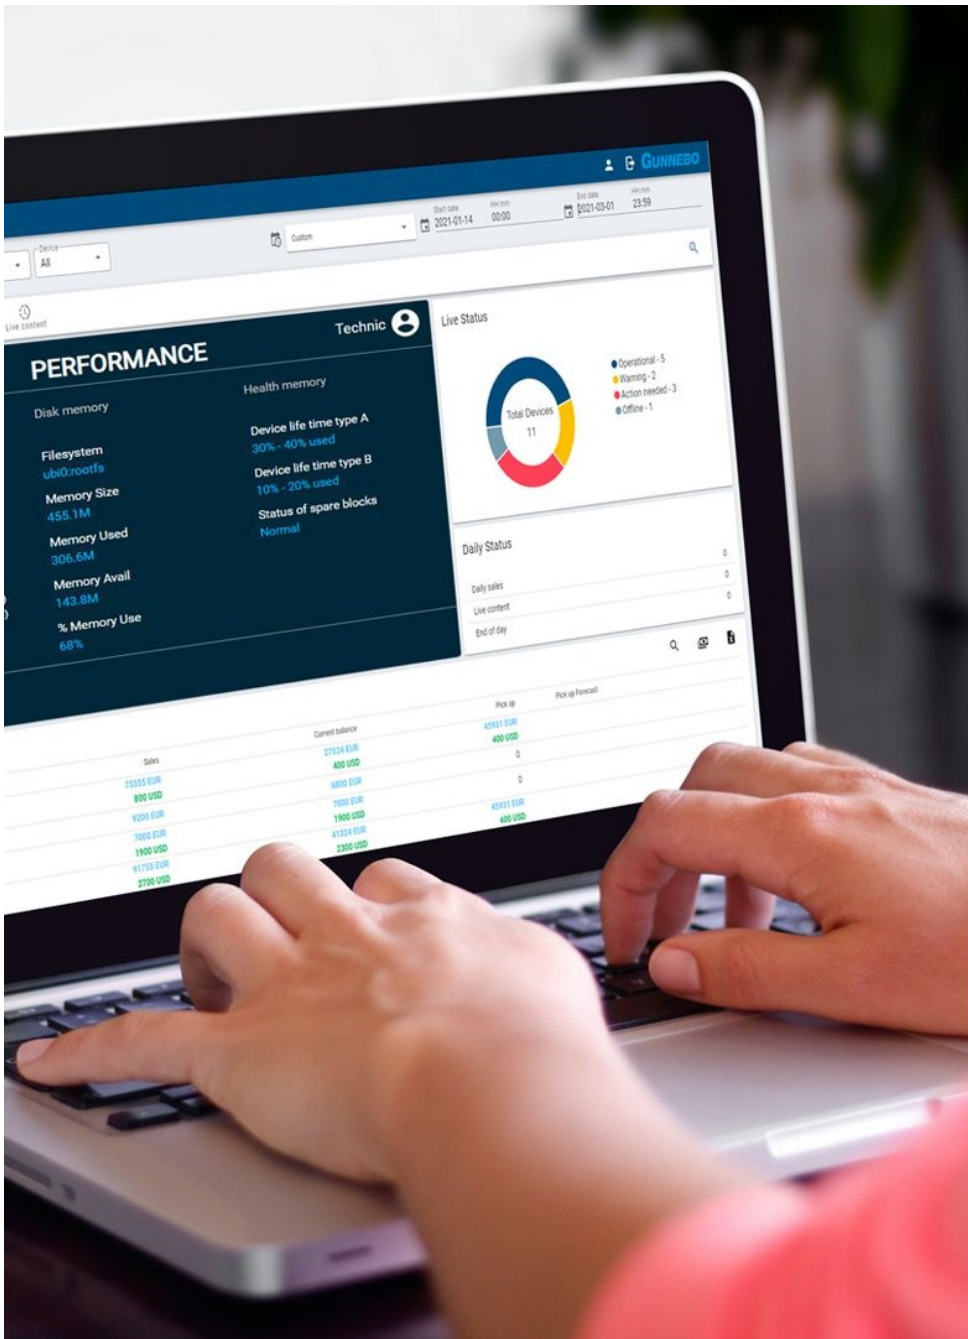 GUNNEBO
Device
All
Custom
Start date
2021-01-14
HH:mm
00:00
End date
2021-03-01
HH:mm
23:59
Live content
PERFORMANCE
Technic
Disk memory
Filesystem
ubi0:rootfs
Memory Size
455.1M
Memory Used
306.6M
Memory Avail
143.8M
% Memory Use
68%
Health memory
Device life time type A
30% - 40% used
Device life time type B
10% - 20% used
Status of spare blocks
Normal
Live Status
Total Devices
11
Operational - 5
Warning - 2
Action needed - 3
Offline - 1
Daily Status
Daily sales 0
Live content 0
End of day 0
Sales Current balance Pick up Pick up Forecast
75555 EUR 27524 EUR 45931 EUR
800 USD 400 USD 400 USD
9200 EUR 6800 EUR 0
7000 EUR 7000 EUR 0
1900 USD 1900 USD
91755 EUR 41324 EUR 45931 EUR
2700 USD 2300 USD 400 USD